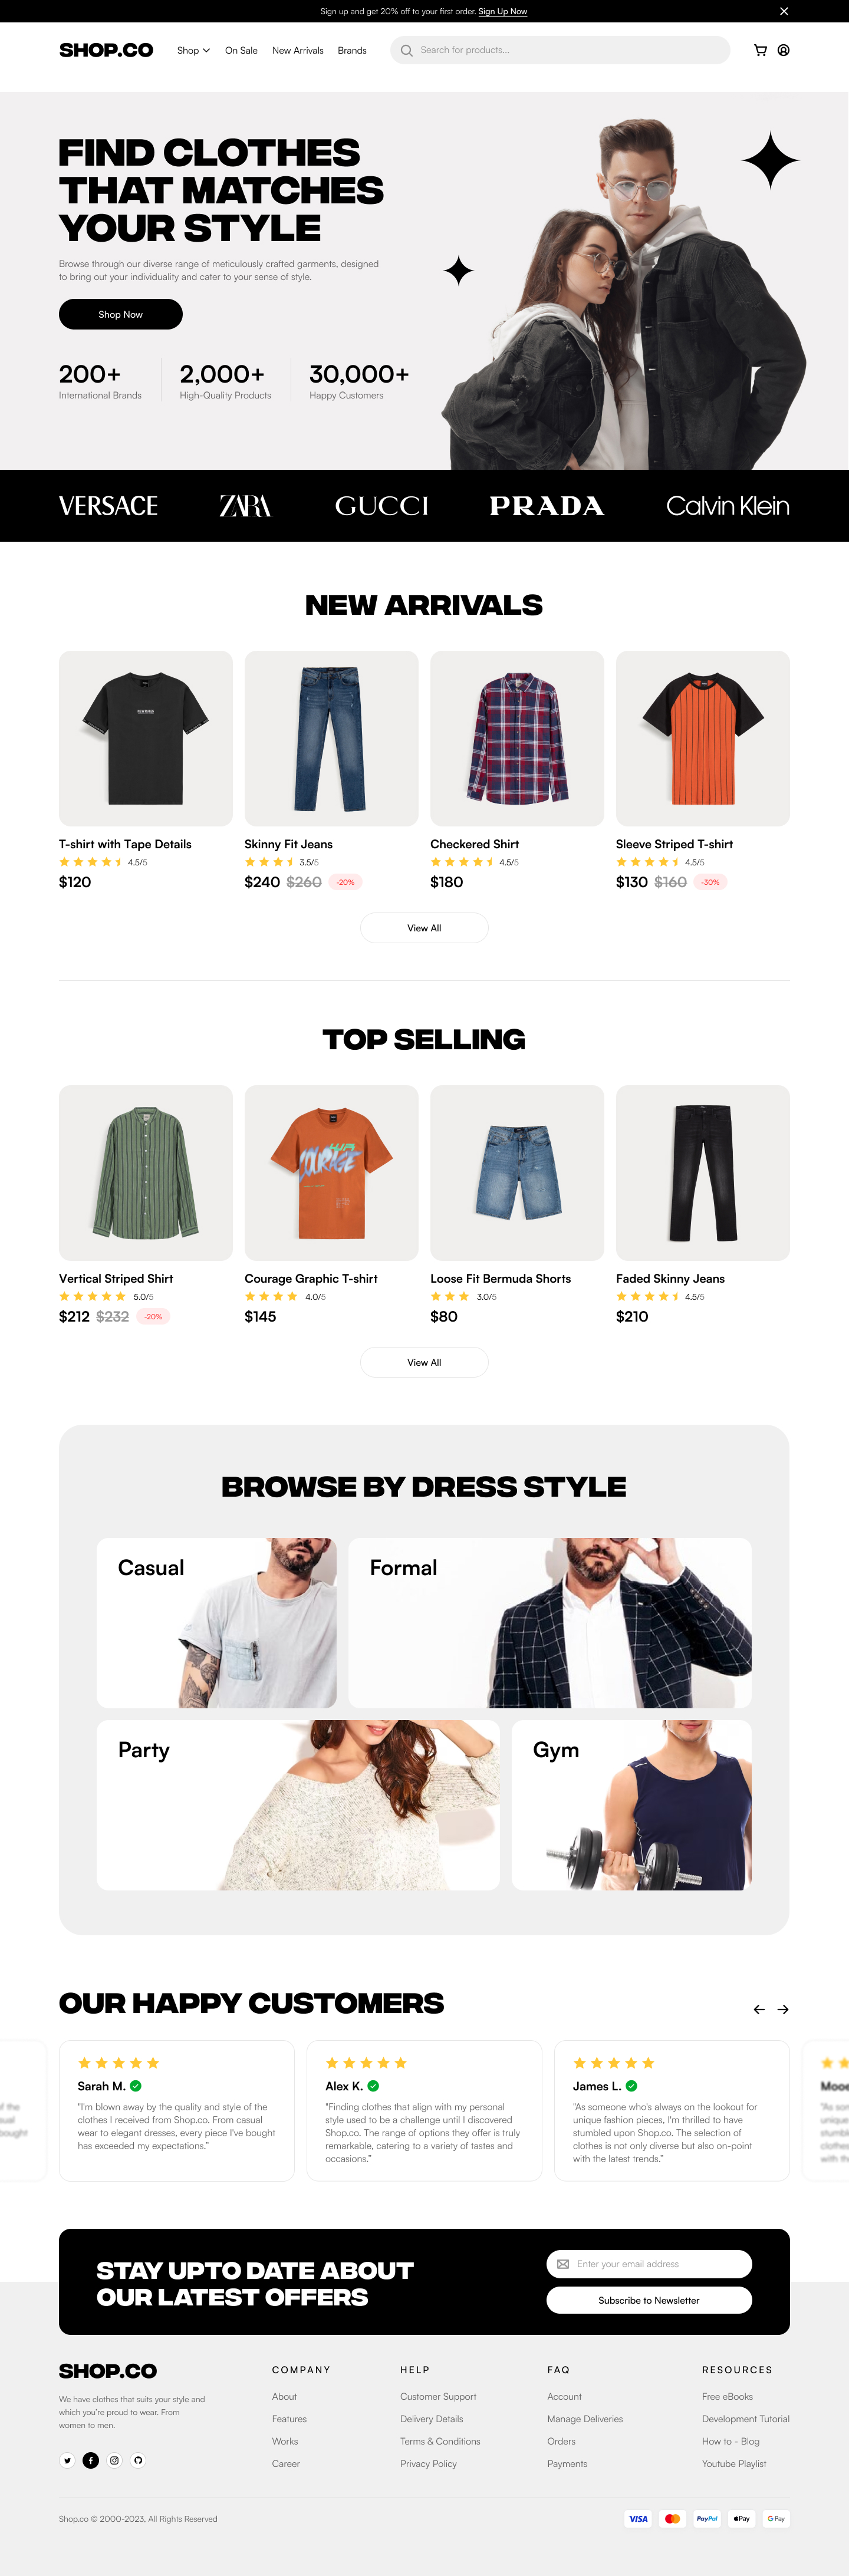 Sign up and get 20% off to your first order. Sign Up Now
SHOP.CO
Shop
On Sale
New Arrivals
Brands
Search for products...
FIND CLOTHES
THAT MATCHES
YOUR STYLE
Browse through our diverse range of meticulously crafted garments, designed
to bring out your individuality and cater to your sense of style.
Shop Now
200+
International Brands
2,000+
High-Quality Products
30,000+
Happy Customers
VERSACE
ZARA
GUCCI
PRADA
Calvin Klein
NEW ARRIVALS
T-shirt with Tape Details
4.5/5
$120
Skinny Fit Jeans
3.5/5
$240 $260 -20%
Checkered Shirt
4.5/5
$180
Sleeve Striped T-shirt
4.5/5
$130 $160 -30%
View All
TOP SELLING
COURAGE
Vertical Striped Shirt
5.0/5
$212 $232 -20%
Courage Graphic T-shirt
4.0/5
$145
Loose Fit Bermuda Shorts
3.0/5
$80
Faded Skinny Jeans
4.5/5
$210
View All
BROWSE BY DRESS STYLE
Casual
Formal
Party
Gym
OUR HAPPY CUSTOMERS
Sarah M.
"I'm blown away by the quality and style of the
clothes I received from Shop.co. From casual
wear to elegant dresses, every piece I've bought
has exceeded my expectations."
Alex K.
"Finding clothes that align with my personal
style used to be a challenge until I discovered
Shop.co. The range of options they offer is truly
remarkable, catering to a variety of tastes and
occasions."
James L.
"As someone who's always on the lookout for
unique fashion pieces, I'm thrilled to have
stumbled upon Shop.co. The selection of
clothes is not only diverse but also on-point
with the latest trends."
STAY UPTO DATE ABOUT
OUR LATEST OFFERS
Enter your email address
Subscribe to Newsletter
SHOP.CO
We have clothes that suits your style and
which you're proud to wear. From
women to men.
COMPANY
About
Features
Works
Career
HELP
Customer Support
Delivery Details
Terms & Conditions
Privacy Policy
FAQ
Account
Manage Deliveries
Orders
Payments
RESOURCES
Free eBooks
Development Tutorial
How to - Blog
Youtube Playlist
Shop.co © 2000-2023, All Rights Reserved
VISA
PayPal
Pay
G Pay